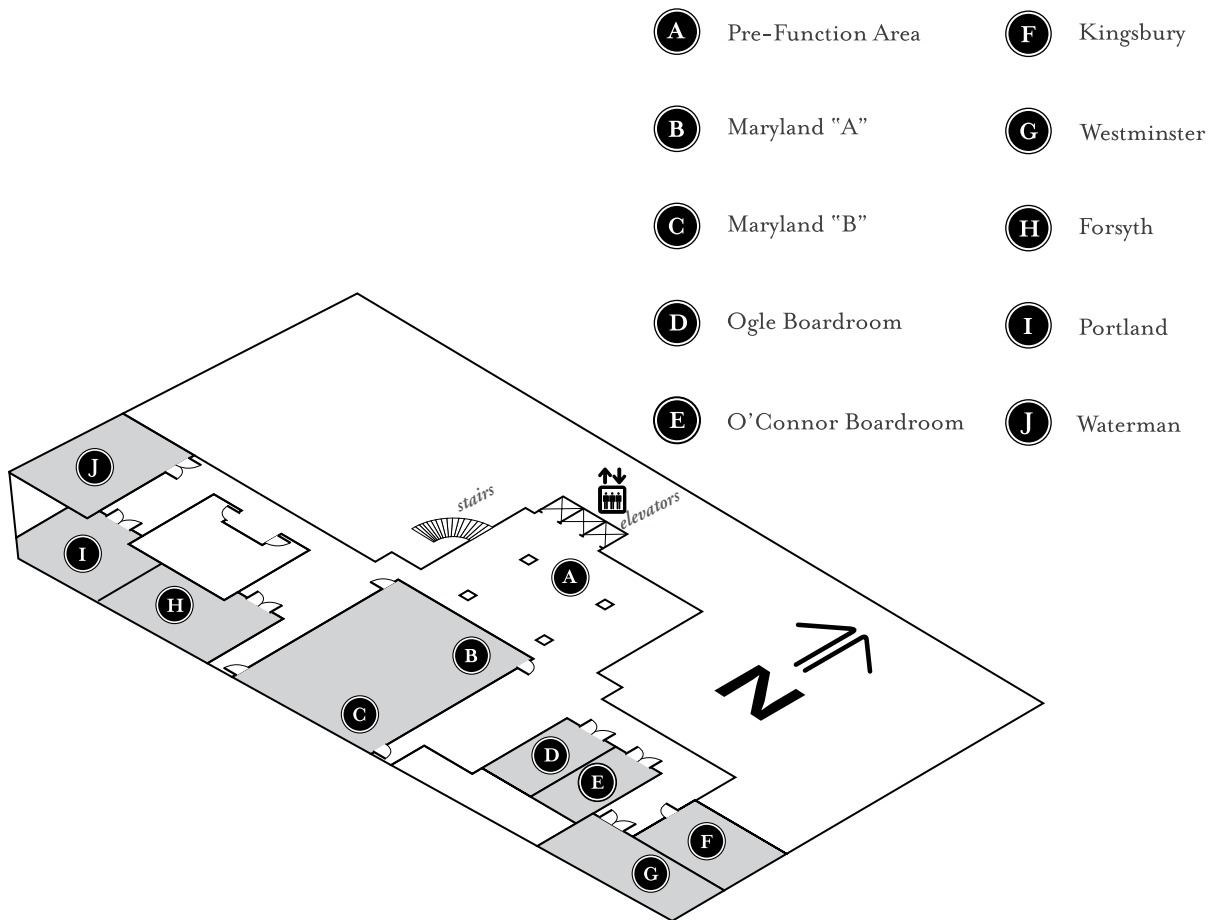 A Pre-Function Area
F Kingsbury
B Maryland "A"
G Westminster
C Maryland "B"
H Forsyth
D Ogle Boardroom
I Portland
E O’Connor Boardroom
J Waterman
J
stairs
elevators
I
A
H
B
N
C
D
E
F
G